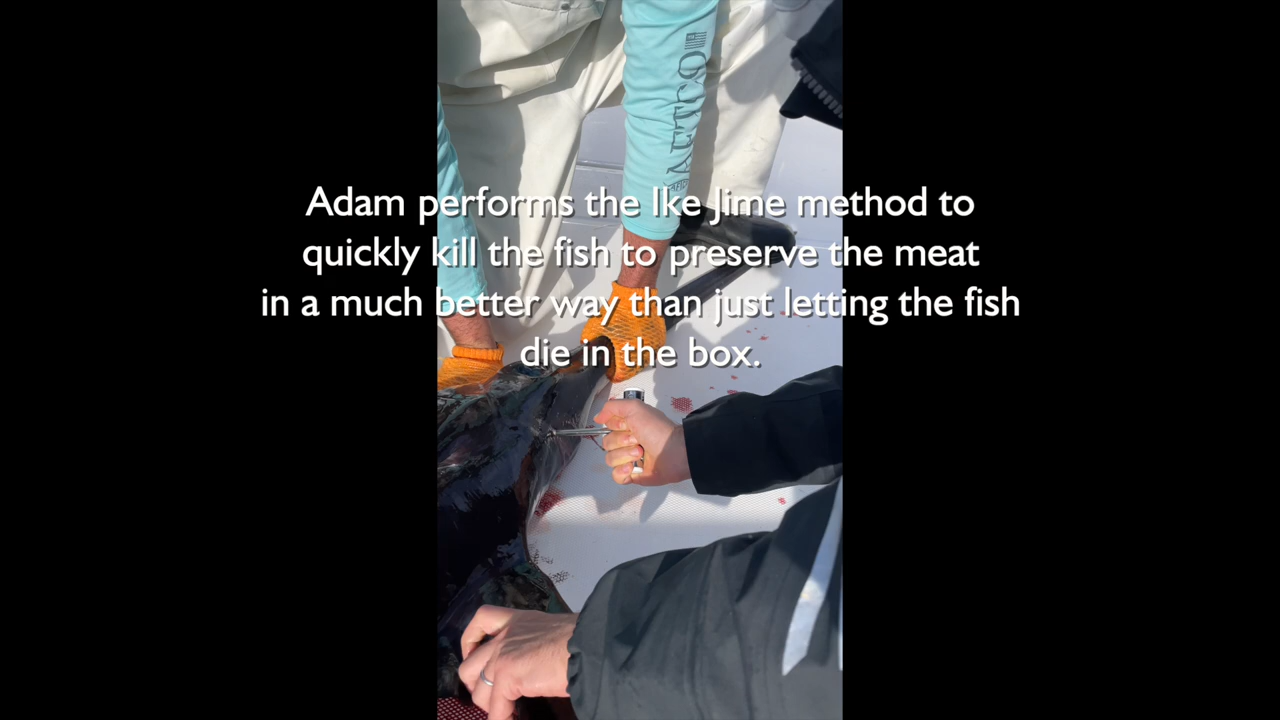 Adam performs the Ike Jime method to
quickly kill the fish to preserve the meat
in a much better way than just letting the fish
die in the box.